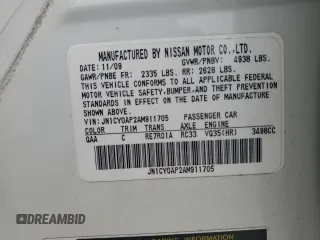 MANUFACTURED BY NISSAN MOTOR CO.,LTD.
DATE: 11/09 GVWR/PNBV: 4938 LBS.
GAWR/PNBE FR: 2335 LBS. RR: 2628 LBS.
THIS VEHICLE CONFORMS TO ALL APPLICABLE FEDERAL
MOTOR VEHICLE SAFETY,BUMPER,AND THEFT PREVENTION
STANDARDS IN EFFECT ON THE DATE OF MANUFACTURE
SHOWN ABOVE.
VIN: JN1CY0AP2AM911705 PASSENGER CAR
COLOR TRIM TRANS AXLE ENGINE
QAA C RE7R01A RC33 VQ35(HR) 3498CC
JN1CY0AP2AM911705
INFORMATION